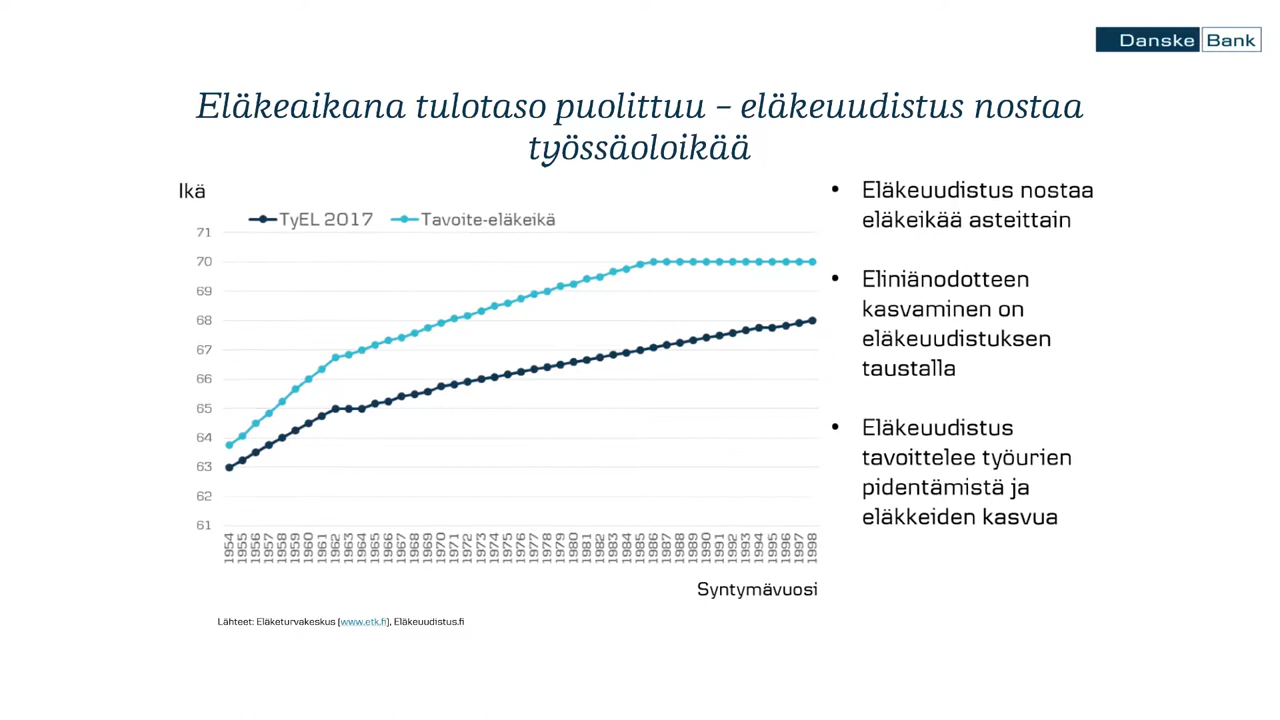 Danske Bank
Eläkeaikana tulotaso puolittuu – eläkeuudistus nostaa
työssäoloikää
Ikä
TyEL 2017
Tavoite-eläkeikä
71
70
69
68
67
66
65
64
63
62
61
1954 1955 1956 1957 1958 1959 1960 1961 1962 1963 1964 1965 1966 1967 1968 1969 1970 1971 1972 1973 1974 1975 1976 1977 1978 1979 1980 1981 1982 1983 1984 1985 1986 1987 1988 1989 1990 1991 1992 1993 1994 1995 1996 1997 1998
Syntymävuosi
Lähteet: Eläketurvakeskus (www.etk.fi), Eläkeuudistus.fi
• Eläkeuudistus nostaa
eläkeikää asteittain
• Eliniänodotteen
kasvaminen on
eläkeuudistuksen
taustalla
• Eläkeuudistus
tavoittelee työurien
pidentämistä ja
eläkkeiden kasvua